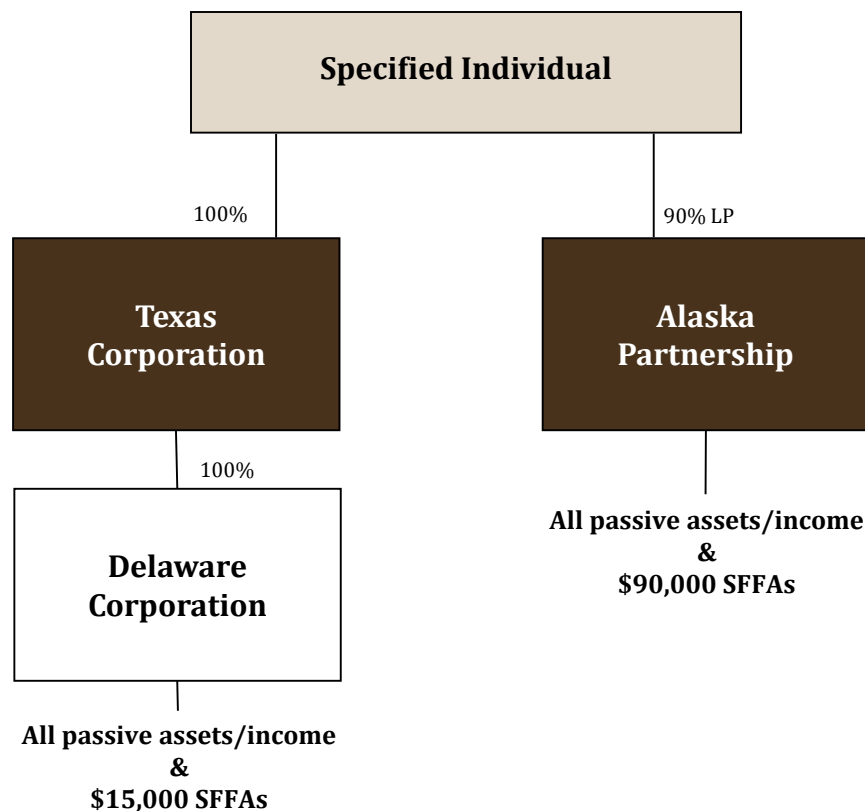 Specified Individual
100%
90% LP
Texas
Corporation
Alaska
Partnership
100%
Delaware
Corporation
All passive assets/income
&
$90,000 SFFAs
All passive assets/income
&
$15,000 SFFAs